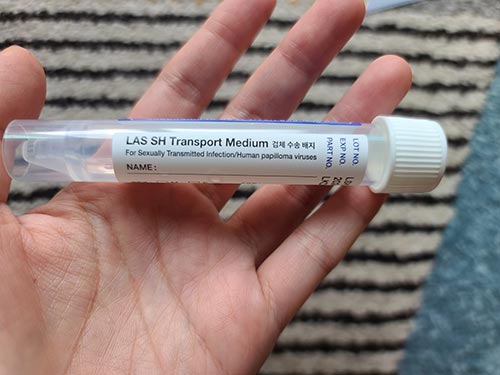 LAS SH Transport Medium 검체 수송 배지
For Sexually Transmitted Infection/Human papilloma viruses
NAME :
LOT NO.
EXP NO.
PART NO.